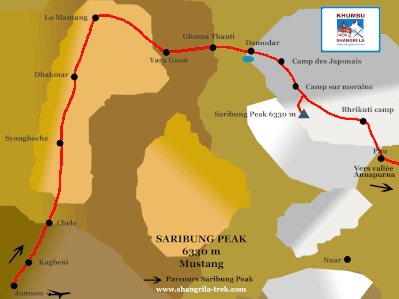 KHUMBU
SHANGRI-LA
Lo Mantang
Ghuma Thanti
Damodar
Yara Gaun
Camp des Japonais
Dhakmar
Camp sur moraine
Saribung Peak 6330 m
Bhrikuti camp
Syangboche
Phu
Vers vallée
Annapurna
Chele
SARIBUNG PEAK
6330 m
Mustang
Kagbeni
Naar
Parcours Saribung Peak
Jomson
www.shangrila-trek.com